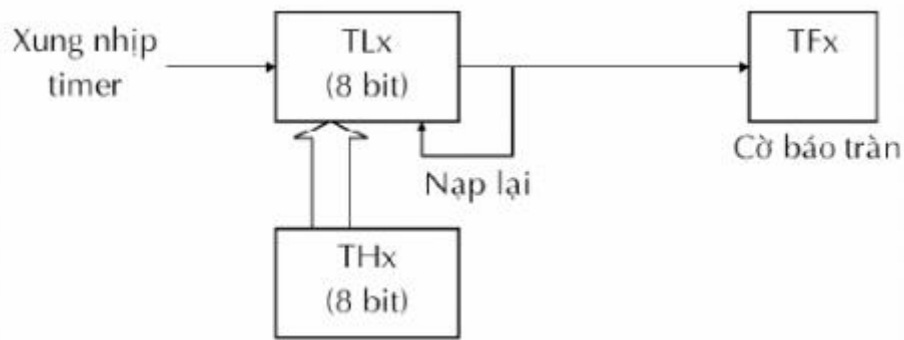 Xung nhịp
timer
TLx
(8 bit)
TFx
Cờ báo tràn
Nạp lại
THx
(8 bit)